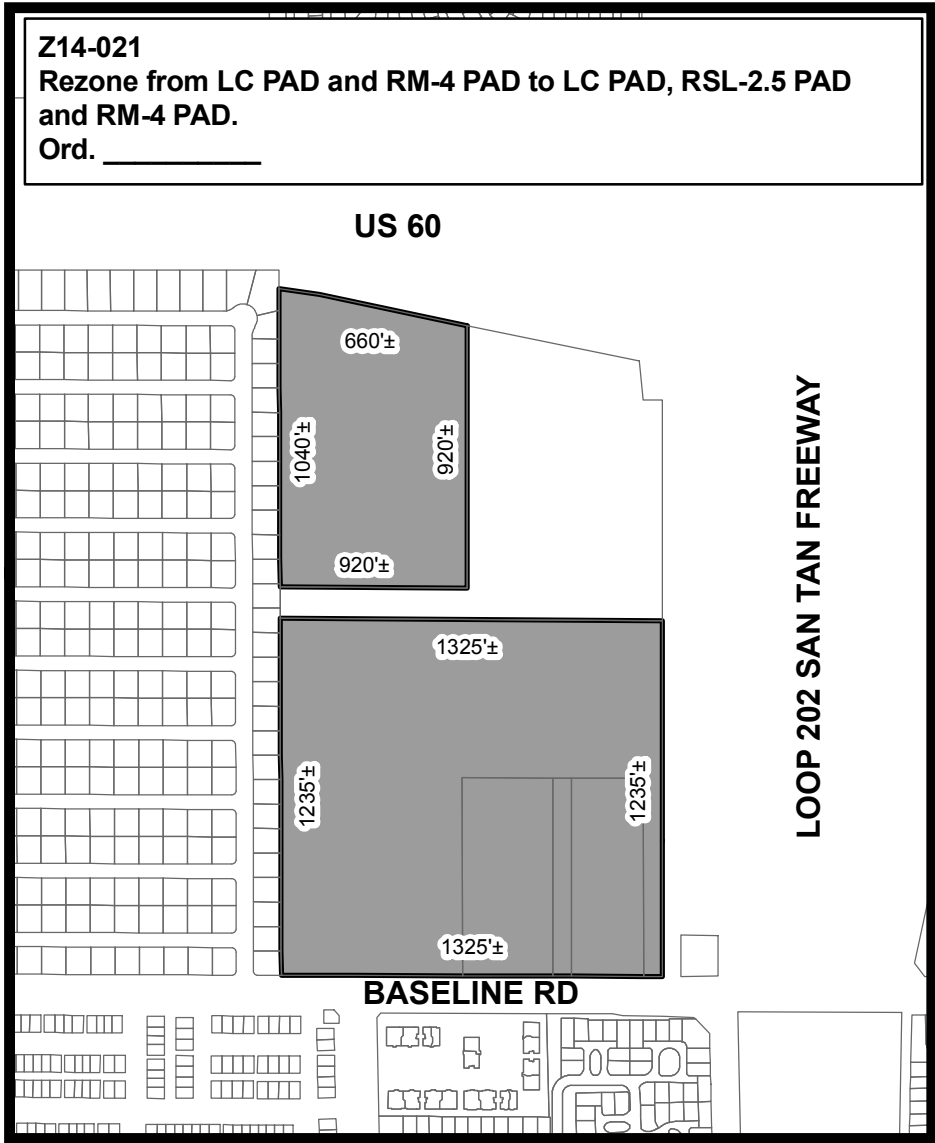 Z14-021
Rezone from LC PAD and RM-4 PAD to LC PAD, RSL-2.5 PAD
and RM-4 PAD.
Ord. __________
US 60
660'±
1040'±
920'±
920'±
LOOP 202 SAN TAN FREEWAY
1325'±
1235'±
1235'±
1325'±
BASELINE RD